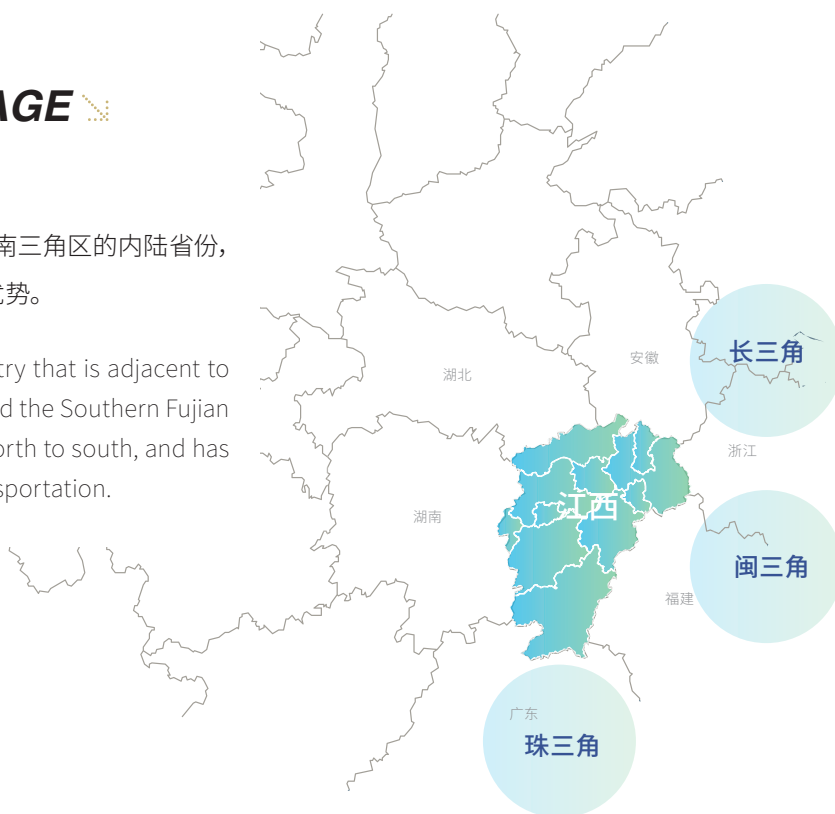 AGE
南三角区的内陆省份，
势。
try that is adjacent to
d the Southern Fujian
orth to south, and has
sportation.
安徽
长三角
湖北
浙江
江西
湖南
闽三角
福建
广东
珠三角